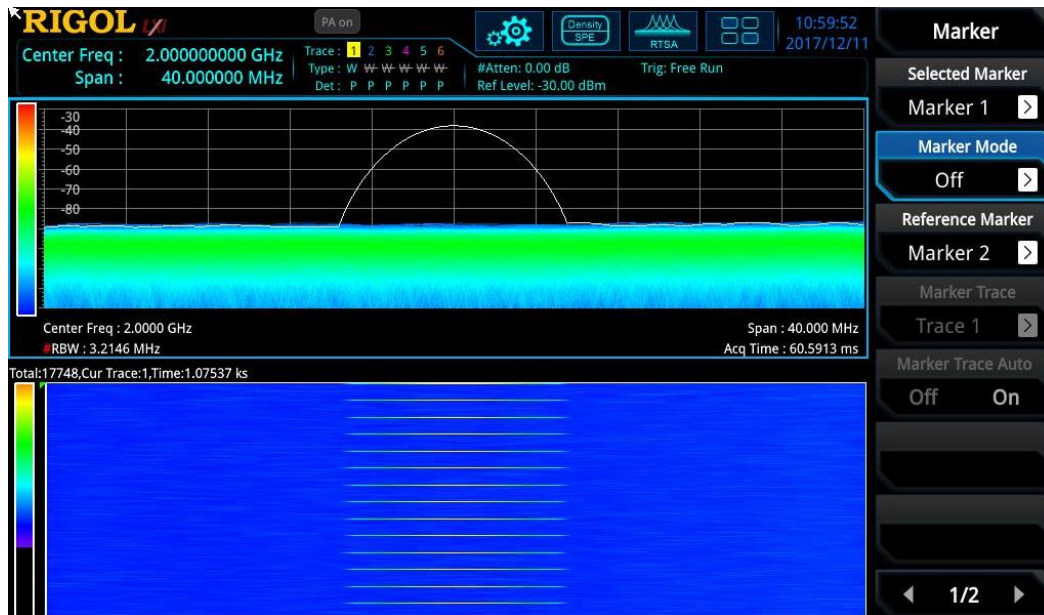 RIGOL LXI
PA on
Density
SPE
RTSA
10:59:52
2017/12/11
Center Freq : 2.000000000 GHz
Span : 40.000000 MHz
Trace : 1 2 3 4 5 6
Type : W W W W W W
Det : P P P P P P
#Atten: 0.00 dB
Trig: Free Run
Ref Level: -30.00 dBm
-30
-40
-50
-60
-70
-80
Center Freq : 2.0000 GHz
Span : 40.000 MHz
#RBW : 3.2146 MHz
Acq Time : 60.5913 ms
Total:17748,Cur Trace:1,Time:1.07537 ks
Marker
Selected Marker
Marker 1
Marker Mode
Off
Reference Marker
Marker 2
Marker Trace
Trace 1
Marker Trace Auto
Off On
1/2